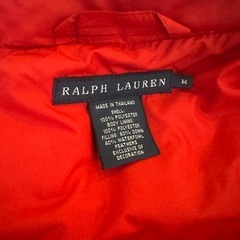 RALPH LAUREN
M
MADE IN THAILAND
SHELL:
100% POLYESTER
BODY LINING:
100% POLYESTER
FILLING: 60% DOWN
40% WATERFOWL
FEATHERS
EXCLUSIVE OF
DECORATION